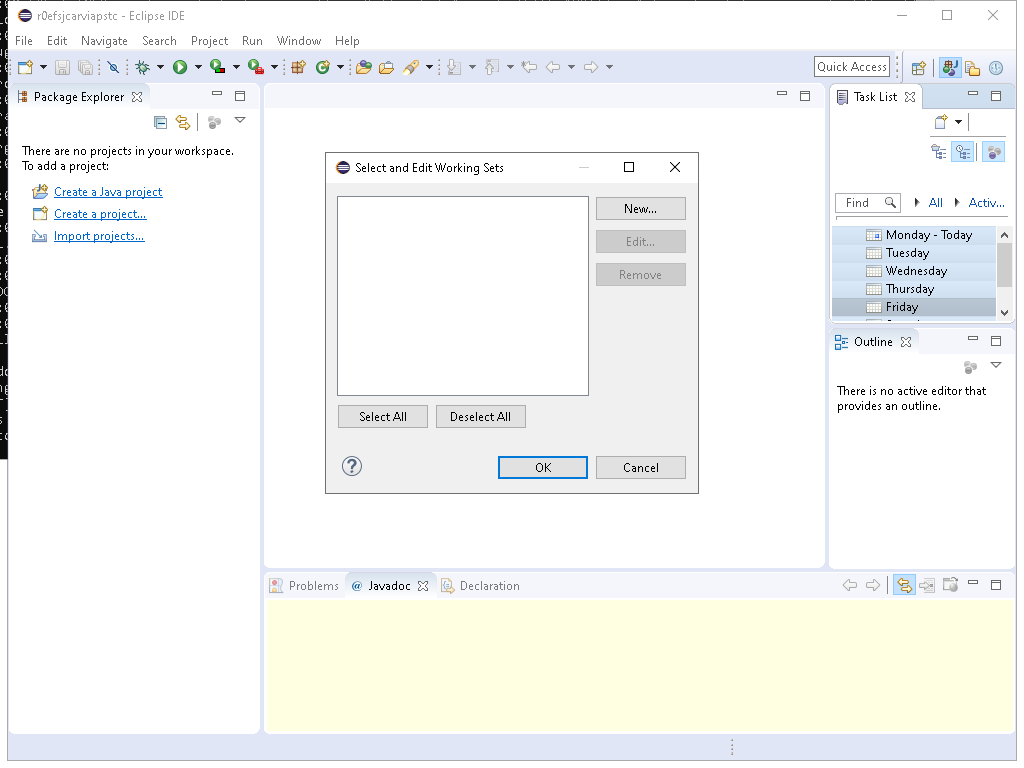 r0efsjcarviapstc - Eclipse IDE
File Edit Navigate Search Project Run Window Help
Quick Access
Package Explorer
There are no projects in your workspace.
To add a project:
Create a Java project
Create a project...
Import projects...
Select and Edit Working Sets
New...
Edit...
Remove
Select All Deselect All
OK Cancel
Task List
Find All Activ...
Monday - Today
Tuesday
Wednesday
Thursday
Friday
Outline
There is no active editor that
provides an outline.
Problems @ Javadoc Declaration